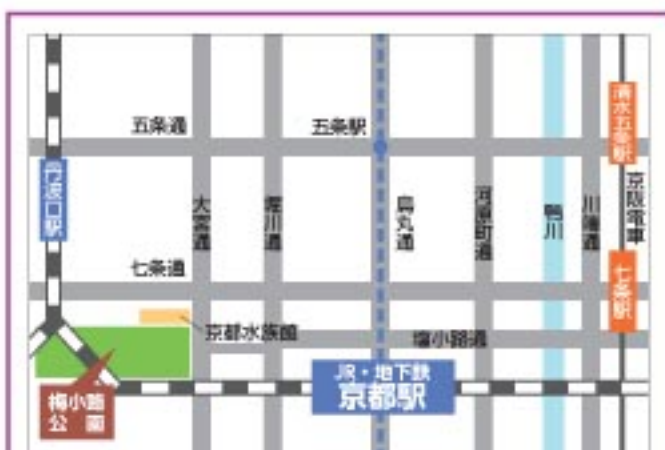 五条通
五条駅
清水五条駅
丹波口駅
大宮通
堀川通
烏丸通
河原町通
鴨川
川端通
京阪電車
七条通
七条駅
京都水族館
塩小路通
JR・地下鉄
京都駅
梅小路
公園